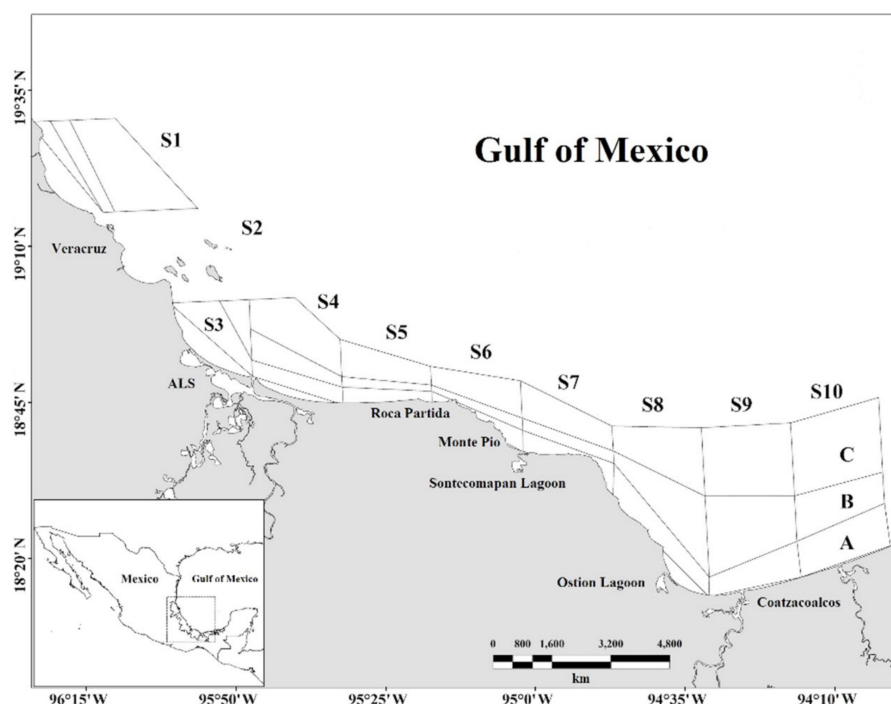 19°35' N
19°10' N
18°45' N
18°20' N
S1
Gulf of Mexico
S2
Veracruz
S3
S4
S5
S6
S7
S8
S9
S10
ALS
Roca Partida
Monte Pio
Sontecomapan Lagoon
C
B
A
Ostion Lagoon
Coatzacoalcos
Mexico
Gulf of Mexico
0 800 1,600 3,200 4,800
km
96°15' W 95°50' W 95°25' W 95°0' W 94°35' W 94°10' W